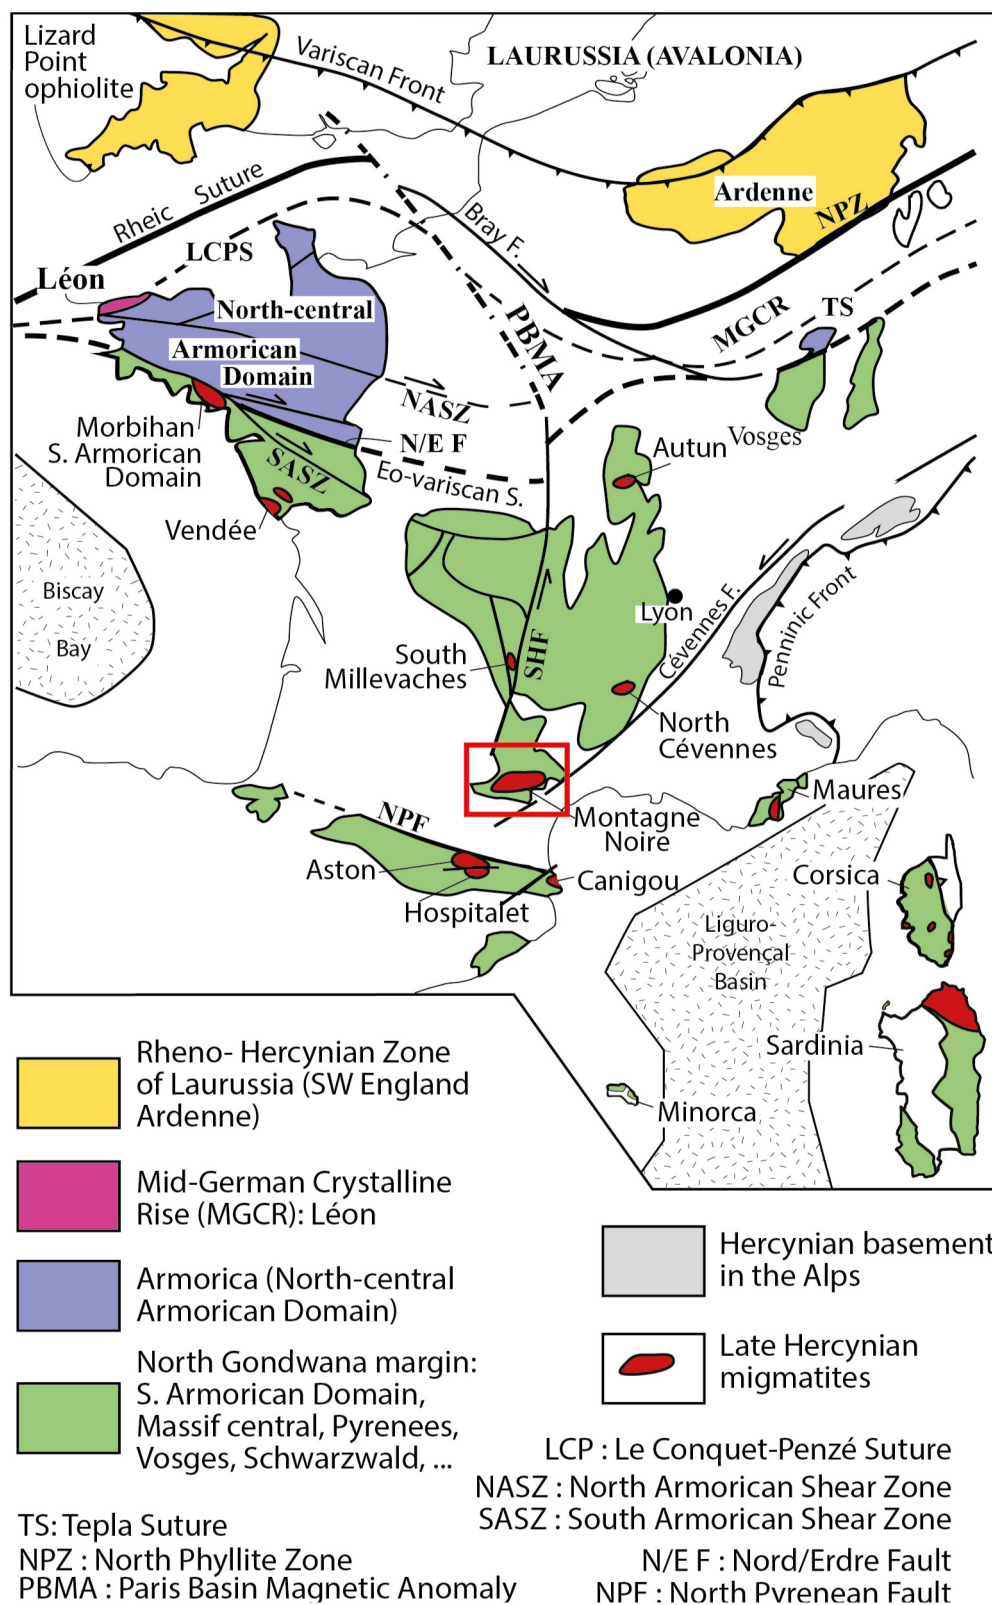 Lizard
Point
ophiolite
Variscan Front
LAURUSSIA (AVALONIA)
Rheic Suture
Ardenne
NPZ
Bray F.
LCPS
Léon
North-central
Armorican
Domain
PBMA
MGCR
TS
NASZ
N/E F
Eo-variscan S.
SASZ
Morbihan
S. Armorican
Domain
Vendée
Autun
Vosges
Biscay
Bay
Lyon
Cévennes F.
Penninic Front
SHF
South
Millevaches
North
Cévennes
Montagne
Noire
Maures
NPF
Aston
Hospitalet
Canigou
Corsica
Liguro-
Provençal
Basin
Sardinia
Minorca
Rheno- Hercynian Zone
of Laurussia (SW England
Ardenne)
Mid-German Crystalline
Rise (MGCR): Léon
Armorica (North-central
Armorican Domain)
North Gondwana margin:
S. Armorican Domain,
Massif central, Pyrenees,
Vosges, Schwarzwald, ...
Hercynian basement
in the Alps
Late Hercynian
migmatites
LCP : Le Conquet-Penzé Suture
NASZ : North Armorican Shear Zone
SASZ : South Armorican Shear Zone
N/E F : Nord/Erdre Fault
NPF : North Pyrenean Fault
TS: Tepla Suture
NPZ : North Phyllite Zone
PBMA : Paris Basin Magnetic Anomaly